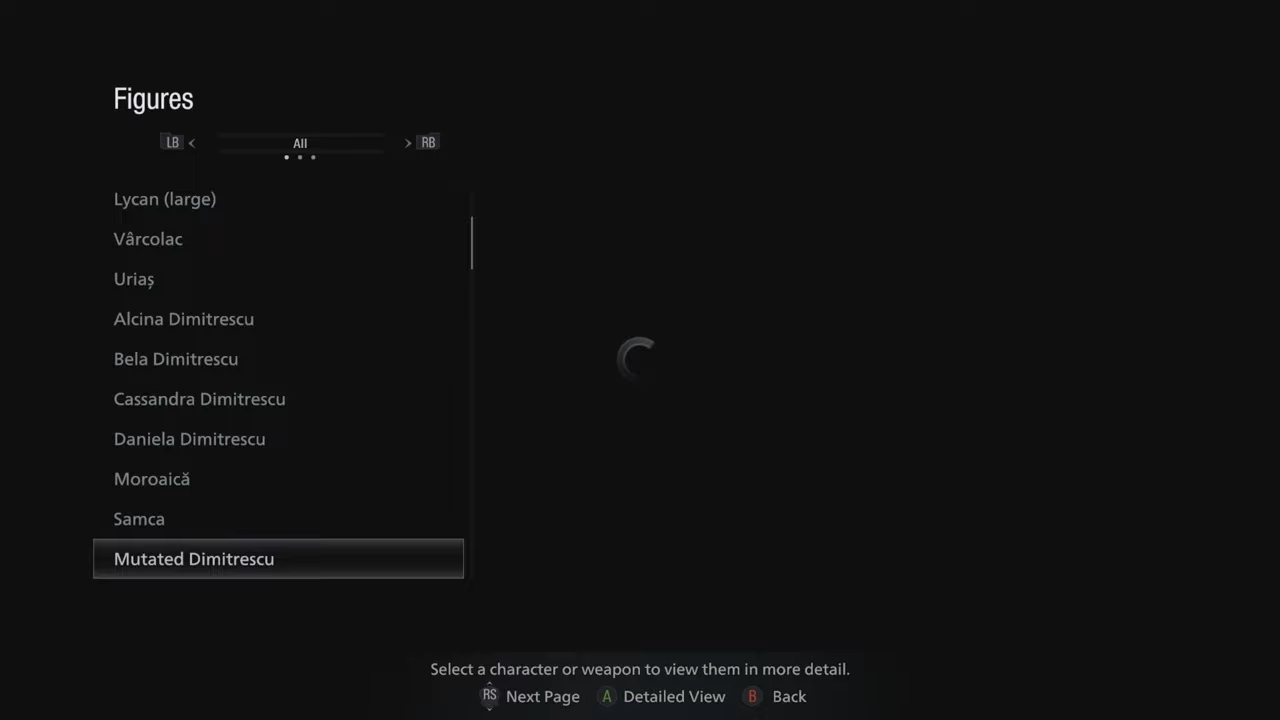 Figures
LB < All > RB
Lycan (large)
Vârcolac
Uriaș
Alcina Dimitrescu
Bela Dimitrescu
Cassandra Dimitrescu
Daniela Dimitrescu
Moroaică
Samca
Mutated Dimitrescu
Select a character or weapon to view them in more detail.
RS Next Page A Detailed View B Back